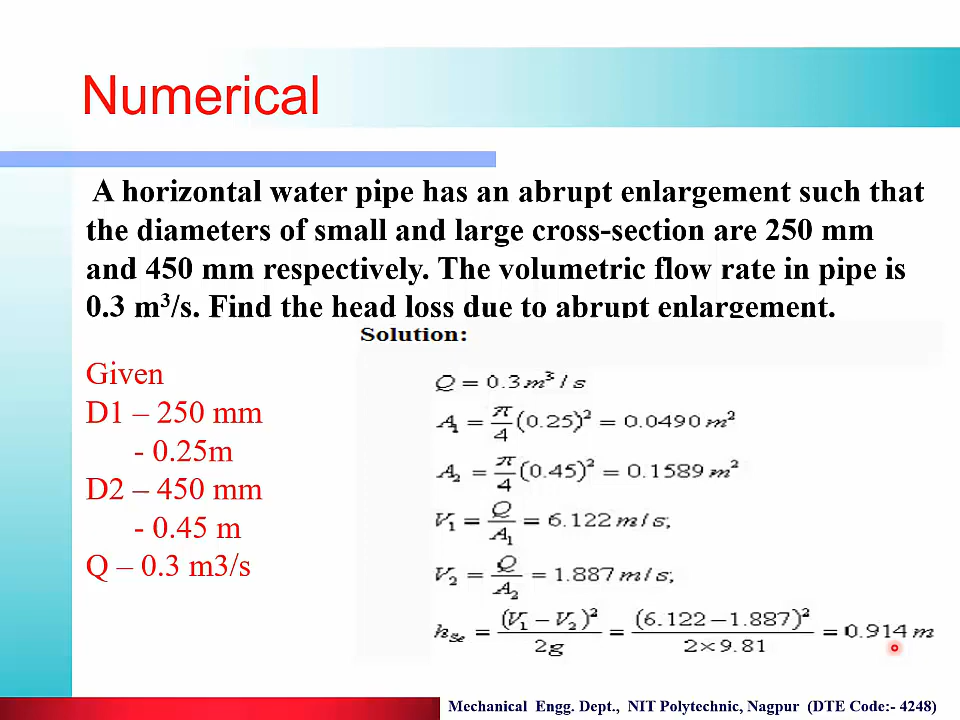 Numerical
A horizontal water pipe has an abrupt enlargement such that
the diameters of small and large cross-section are 250 mm
and 450 mm respectively. The volumetric flow rate in pipe is
0.3 m³/s. Find the head loss due to abrupt enlargement.
Solution:
Given
D1 – 250 mm
- 0.25m
D2 – 450 mm
- 0.45 m
Q – 0.3 m3/s
Q = 0.3 m³ / s
A₁ = π/4 (0.25)² = 0.0490 m²
A₂ = π/4 (0.45)² = 0.1589 m²
V₁ = Q/A₁ = 6.122 m/s;
V₂ = Q/A₂ = 1.887 m/s;
h_Se = (V₁ − V₂)²/2g = (6.122 − 1.887)²/2×9.81 = 0.914 m
Mechanical Engg. Dept., NIT Polytechnic, Nagpur (DTE Code:- 4248)